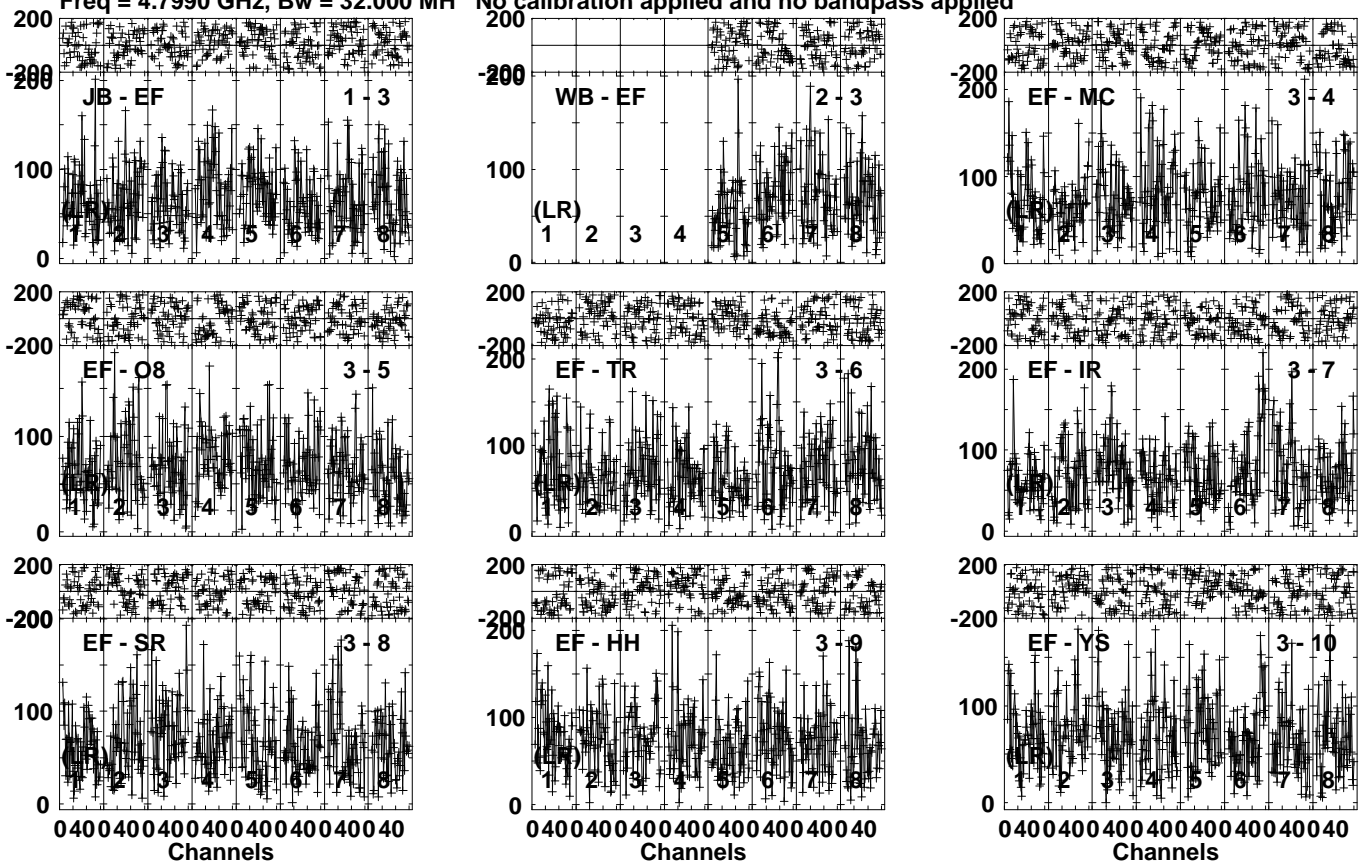 Freq = 4.7990 GHz, Bw = 32.000 MH   No calibration applied and no bandpass applied
200 200 200
-200 -200 -200
200 JB - EF 1 - 3 200 WB - EF 2 - 3 200 EF - MC 3 - 4
100 100 100
(LR) (LR) (LR)
1 2 3 4 5 6 7 8 1 2 3 4 5 6 7 8 1 2 3 4 5 6 7 8
0 0 0
200 200 200
-200 -200 -200
EF - O8 3 - 5 200 EF - TR 3 - 6 200 EF - IR 3 - 7
100 100 100
(LR) (LR) (LR)
1 2 3 4 5 6 7 8 1 2 3 4 5 6 7 8 1 2 3 4 5 6 7 8
0 0 0
200 200 200
-200 -200 -200
200 EF - SR 3 - 8 200 EF - HH 3 - 9 EF - YS 3 - 10
100 100 100
(LR) (LR) (LR)
1 2 3 4 5 6 7 8 1 2 3 4 5 6 7 8 1 2 3 4 5 6 7 8
0 0 0
0 40 0 40 0 40 0 40 0 40 0 40 0 40 0 40 0 40 0 40 0 40 0 40 0 40 0 40 0 40 0 40 0 40 0 40 0 40 0 40 0 40 0 40 0 40 0 40
Channels Channels Channels